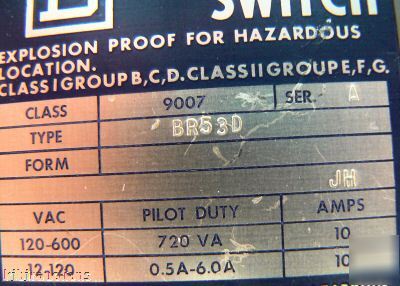 SWITCH
EXPLOSION PROOF FOR HAZARDOUS
LOCATION.
CLASS I GROUP B,C,D. CLASS II GROUP E,F,G.
CLASS 9007 SER. A
TYPE BR53D
FORM
JH
VAC PILOT DUTY AMPS
120-600 720 VA 10
12-120 0.5A-6.0A 10